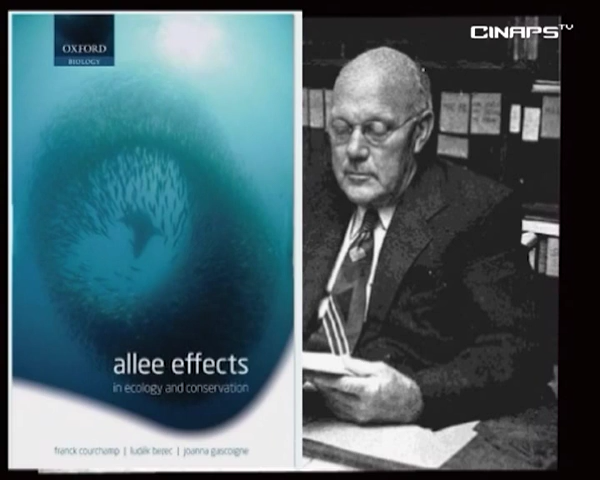 CINAPS TV
OXFORD
BIOLOGY
allee effects
in ecology and conservation
franck courchamp | luděk berec | joanna gascoigne